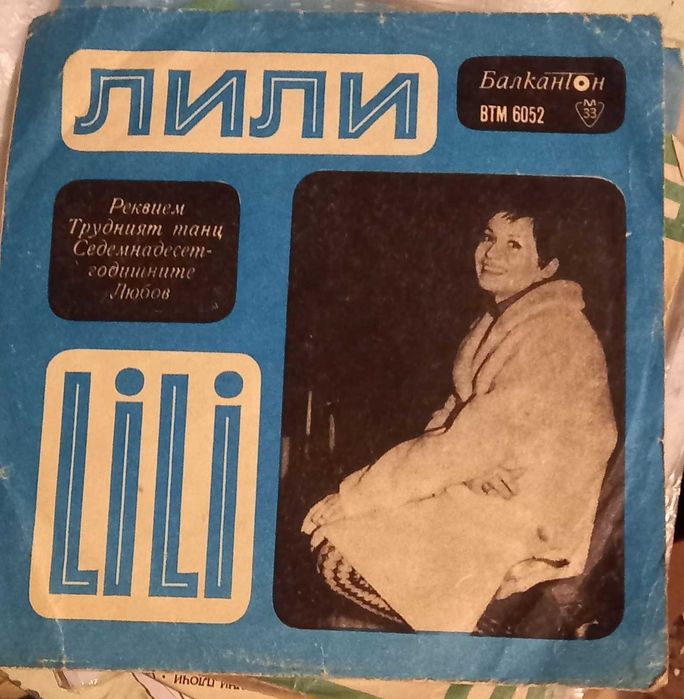 ЛИЛИ
Балкантон
ВТМ 6052
М
33
Реквием
Трудният танц
Седемнадесет-
годишните
Любов
LiLi